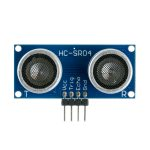 HC-SR04
Vcc
Trig
Echo
Gnd
T R